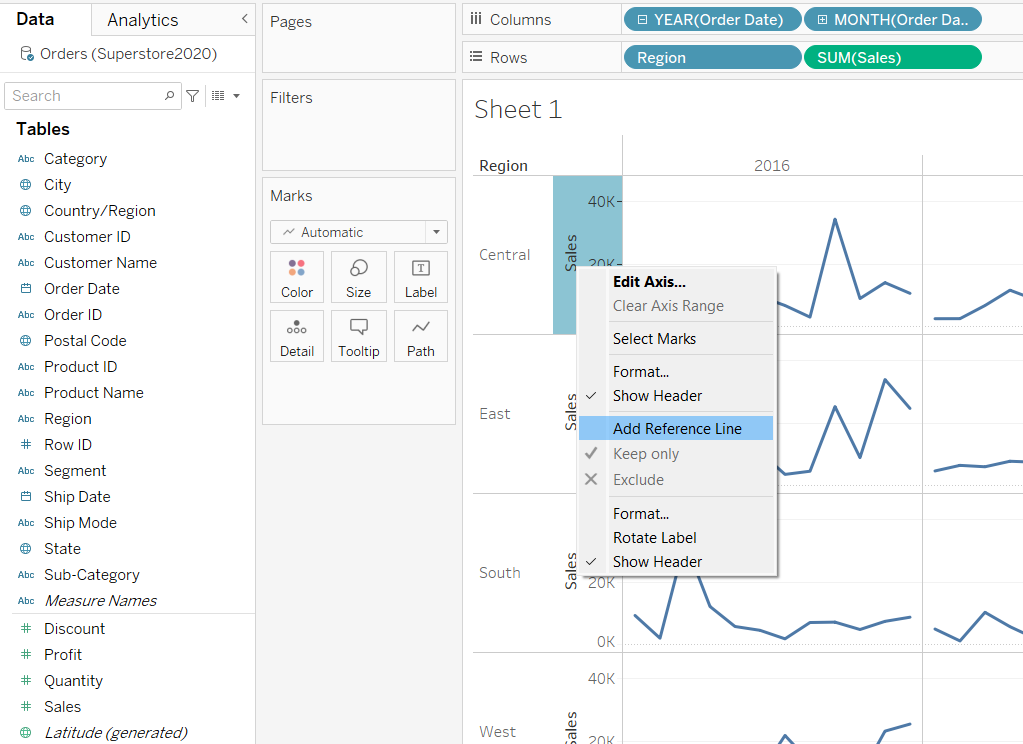 Data
Analytics
Orders (Superstore2020)
Search
Tables
Abc Category
City
Country/Region
Abc Customer ID
Abc Customer Name
Order Date
Abc Order ID
Postal Code
Abc Product ID
Abc Product Name
Abc Region
# Row ID
Abc Segment
Ship Date
Abc Ship Mode
State
Abc Sub-Category
Abc Measure Names
# Discount
# Profit
# Quantity
# Sales
Latitude (generated)
Pages
Filters
Marks
Automatic
Color
Size
T
Label
Detail
Tooltip
Path
Columns
YEAR(Order Date)
MONTH(Order Da..
Rows
Region
SUM(Sales)
Sheet 1
Region
2016
Central
Sales
40K
20K
East
Sales
South
Sales
20K
0K
West
Sales
40K
20K
Edit Axis...
Clear Axis Range
Select Marks
Format...
Show Header
Add Reference Line
Keep only
Exclude
Format...
Rotate Label
Show Header